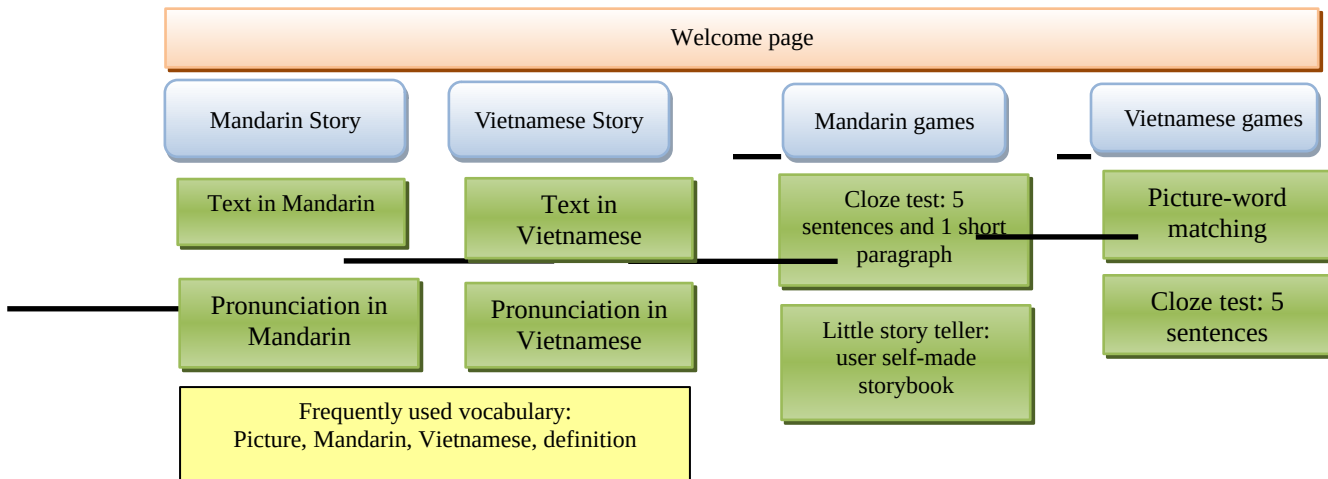 Welcome page
Mandarin Story
Vietnamese Story
Mandarin games
Vietnamese games
Text in Mandarin
Text in
Vietnamese
Cloze test: 5
sentences and 1 short
paragraph
Picture-word
matching
Pronunciation in
Mandarin
Pronunciation in
Vietnamese
Little story teller:
user self-made
storybook
Cloze test: 5
sentences
Frequently used vocabulary:
Picture, Mandarin, Vietnamese, definition